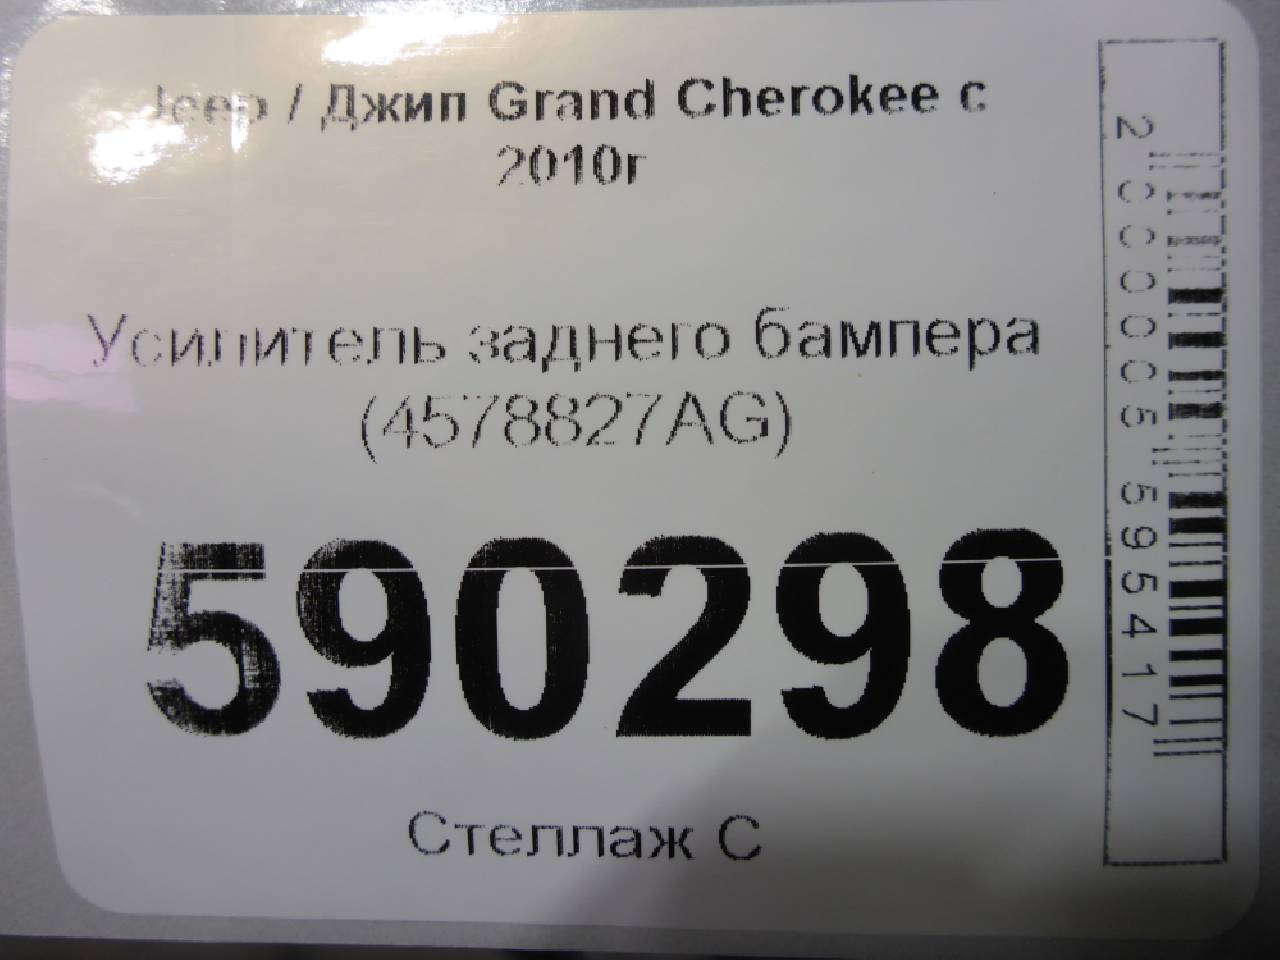 Jeep / Джип Grand Cherokee с
2010г
Усилитель заднего бампера
(4578827AG)
590298
Стеллаж С
2000005595417